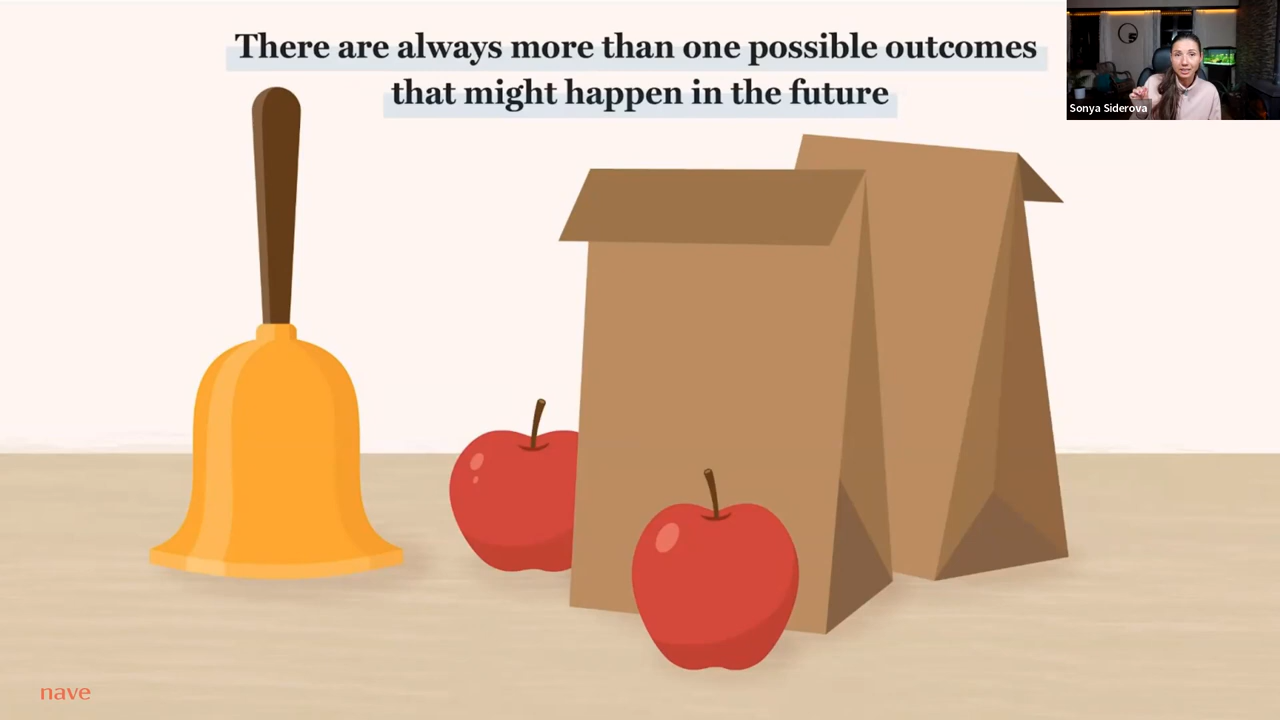 There are always more than one possible outcomes
that might happen in the future
Sonya Siderova
nave